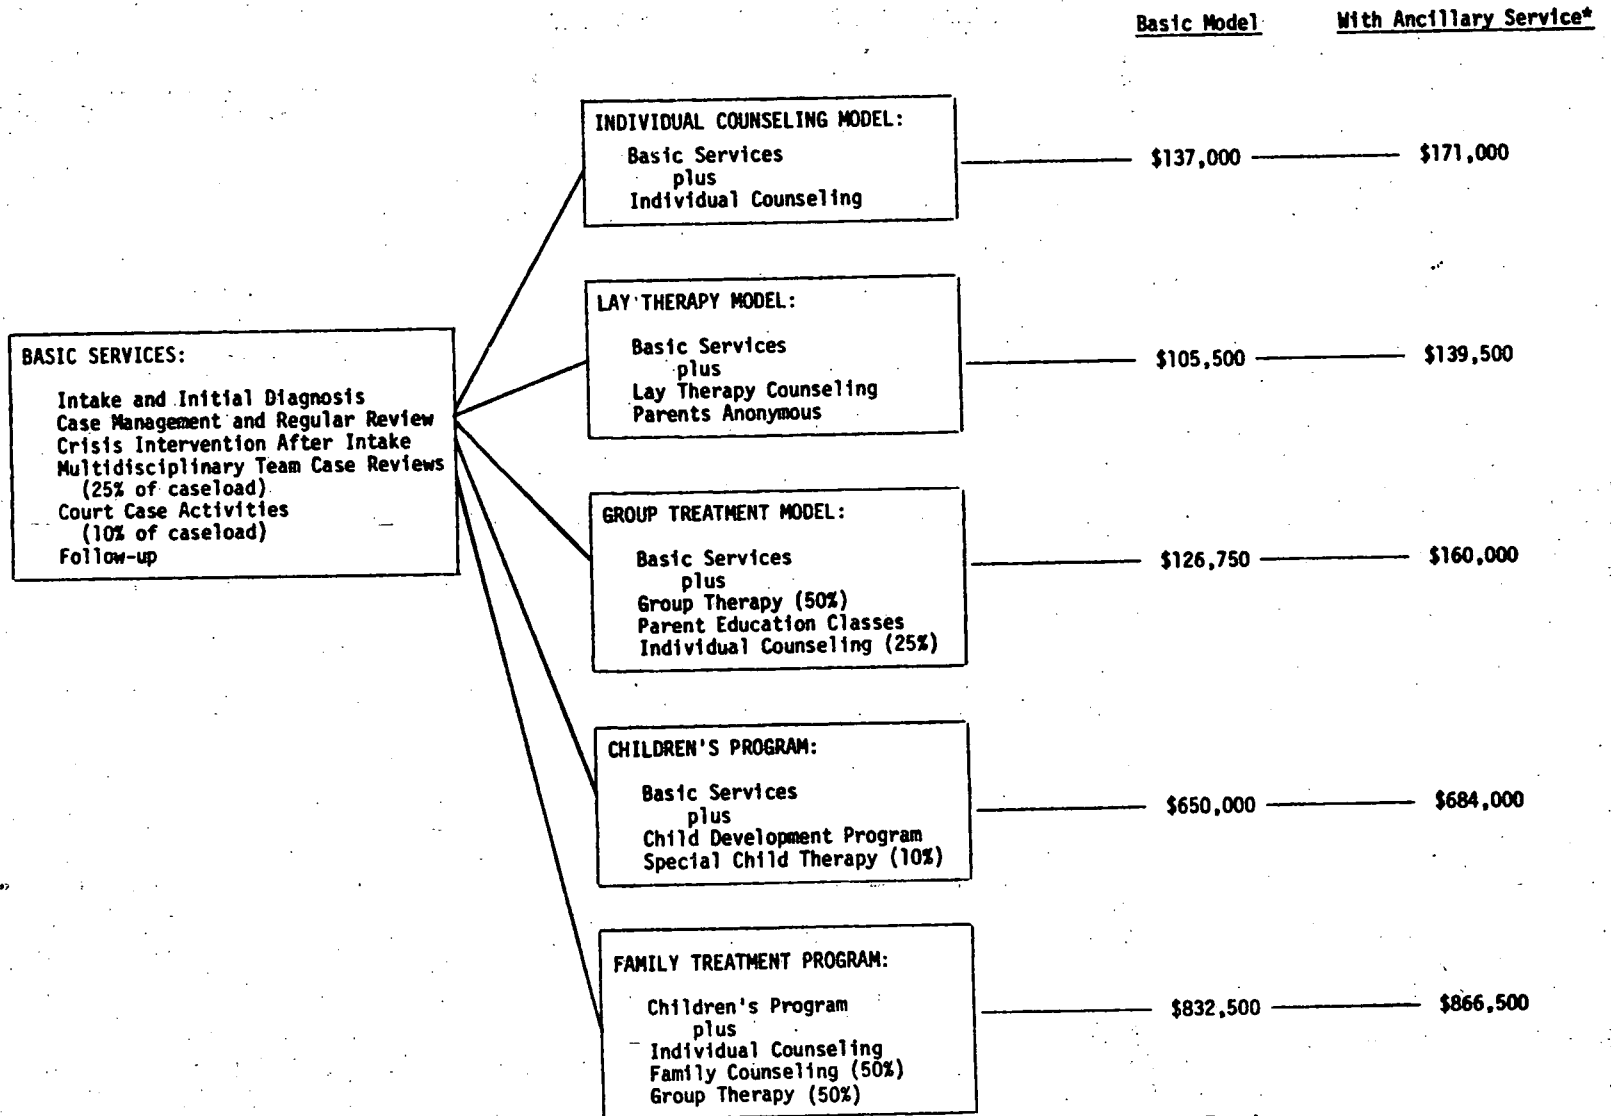 Basic Model With Ancillary Service*
BASIC SERVICES:
Intake and Initial Diagnosis
Case Management and Regular Review
Crisis Intervention After Intake
Multidisciplinary Team Case Reviews
(25% of caseload)
Court Case Activities
(10% of caseload)
Follow-up
INDIVIDUAL COUNSELING MODEL:
Basic Services
plus
Individual Counseling
$137,000 $171,000
LAY THERAPY MODEL:
Basic Services
plus
Lay Therapy Counseling
Parents Anonymous
$105,500 $139,500
GROUP TREATMENT MODEL:
Basic Services
plus
Group Therapy (50%)
Parent Education Classes
Individual Counseling (25%)
$126,750 $160,000
CHILDREN'S PROGRAM:
Basic Services
plus
Child Development Program
Special Child Therapy (10%)
$650,000 $684,000
FAMILY TREATMENT PROGRAM:
Children's Program
plus
Individual Counseling
Family Counseling (50%)
Group Therapy (50%)
$832,500 $866,500